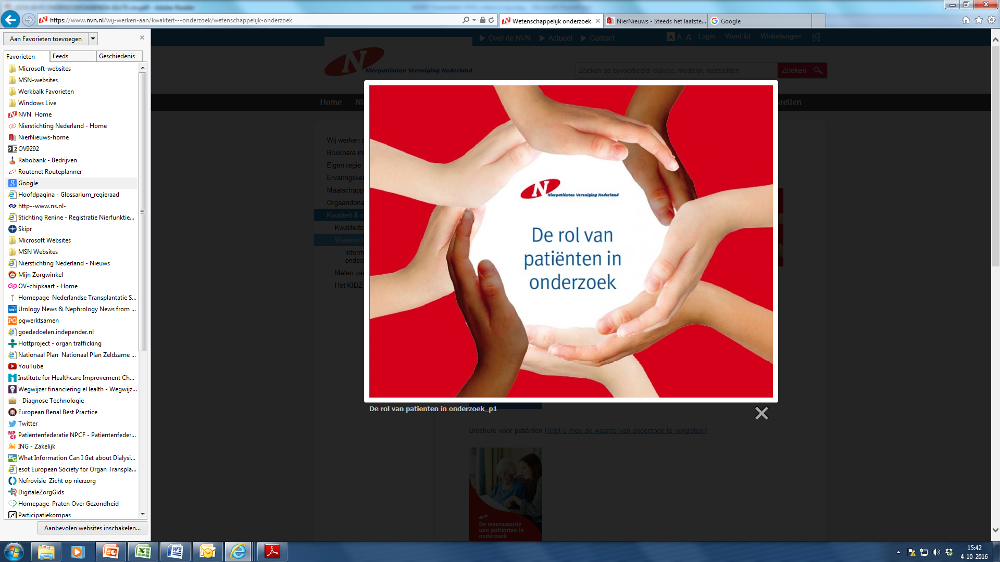 https://www.nvn.nl/wij-werken-aan/kwaliteit---onderzoek/wetenschappelijk-onderzoek
Wetenschappelijk onderzoek
NierNieuws - Steeds het laatste...
Google
Aan Favorieten toevoegen
Favorieten
Feeds
Geschiedenis
Microsoft-websites
MSN-websites
Werkbalk Favorieten
Windows Live
NVN Home
Nierstichting Nederland - Home
NierNieuws-home
OV9292
Rabobank - Bedrijven
Routenet Routeplanner
Google
Hoofdpagina - Glossarium_regieraad
http--www.ns.nl-
Stichting Renine - Registratie Nierfunktie...
Skipr
Microsoft Websites
MSN Websites
Nierstichting Nederland - Nieuws
Mijn Zorgwinkel
OV-chipkaart - Home
Homepage Nederlandse Transplantatie S...
Urology News & Nephrology News from ...
pgwerktsamen
goededoelen.independer.nl
Hottproject - organ trafficking
Nationaal Plan Nationaal Plan Zeldzame ...
YouTube
Institute for Healthcare Improvement Ch...
Wegwijzer financiering eHealth - Wegwijz...
- Diagnose Technologie
European Renal Best Practice
Twitter
Patiëntenfederatie NPCF - Patiëntenfeder...
ING - Zakelijk
What Information Can I Get about Dialysi...
esot European Society for Organ Transpla...
Nefrovisie Zicht op nierzorg
DigitaleZorgGids
Homepage Praten Over Gezondheid
Participatiekompas
Aanbevolen websites inschakelen...
Over de NVN Actueel Contact
A A A Login Word lid Winkelwagen
N Nierpatiënten Vereniging Nederland
Zoeken op bijvoorbeeld: dialyse, medicijn, nierziekten
Zoeken
Home Ni stellen
Wij werken a
Bruikbare in
Eigen regie
Ervaringsker
Maatschapp
Orgaandona
Kwaliteit & o
Kwaliteits
Wetensch
Inform
onderz
Meten va
Het KIDZ-
N Nierpatiënten Vereniging Nederland
De rol van
patiënten in
onderzoek
De rol van patienten in onderzoek_p1
Brochure voor patiënten Helpt u mee de waarde van onderzoek te vergroten?
De meerwaarde
van patiënten in
onderzoek
15:42
4-10-2016